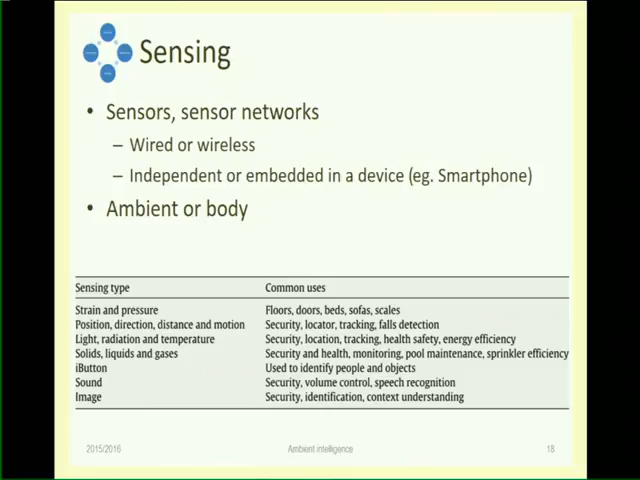 Sensing
• Sensors, sensor networks
– Wired or wireless
– Independent or embedded in a device (eg. Smartphone)
• Ambient or body
Sensing type Common uses
Strain and pressure Floors, doors, beds, sofas, scales
Position, direction, distance and motion Security, locator, tracking, falls detection
Light, radiation and temperature Security, location, tracking, health safety, energy efficiency
Solids, liquids and gases Security and health, monitoring, pool maintenance, sprinkler efficiency
iButton Used to identify people and objects
Sound Security, volume control, speech recognition
Image Security, identification, context understanding
2015/2016 Ambient intelligence 18